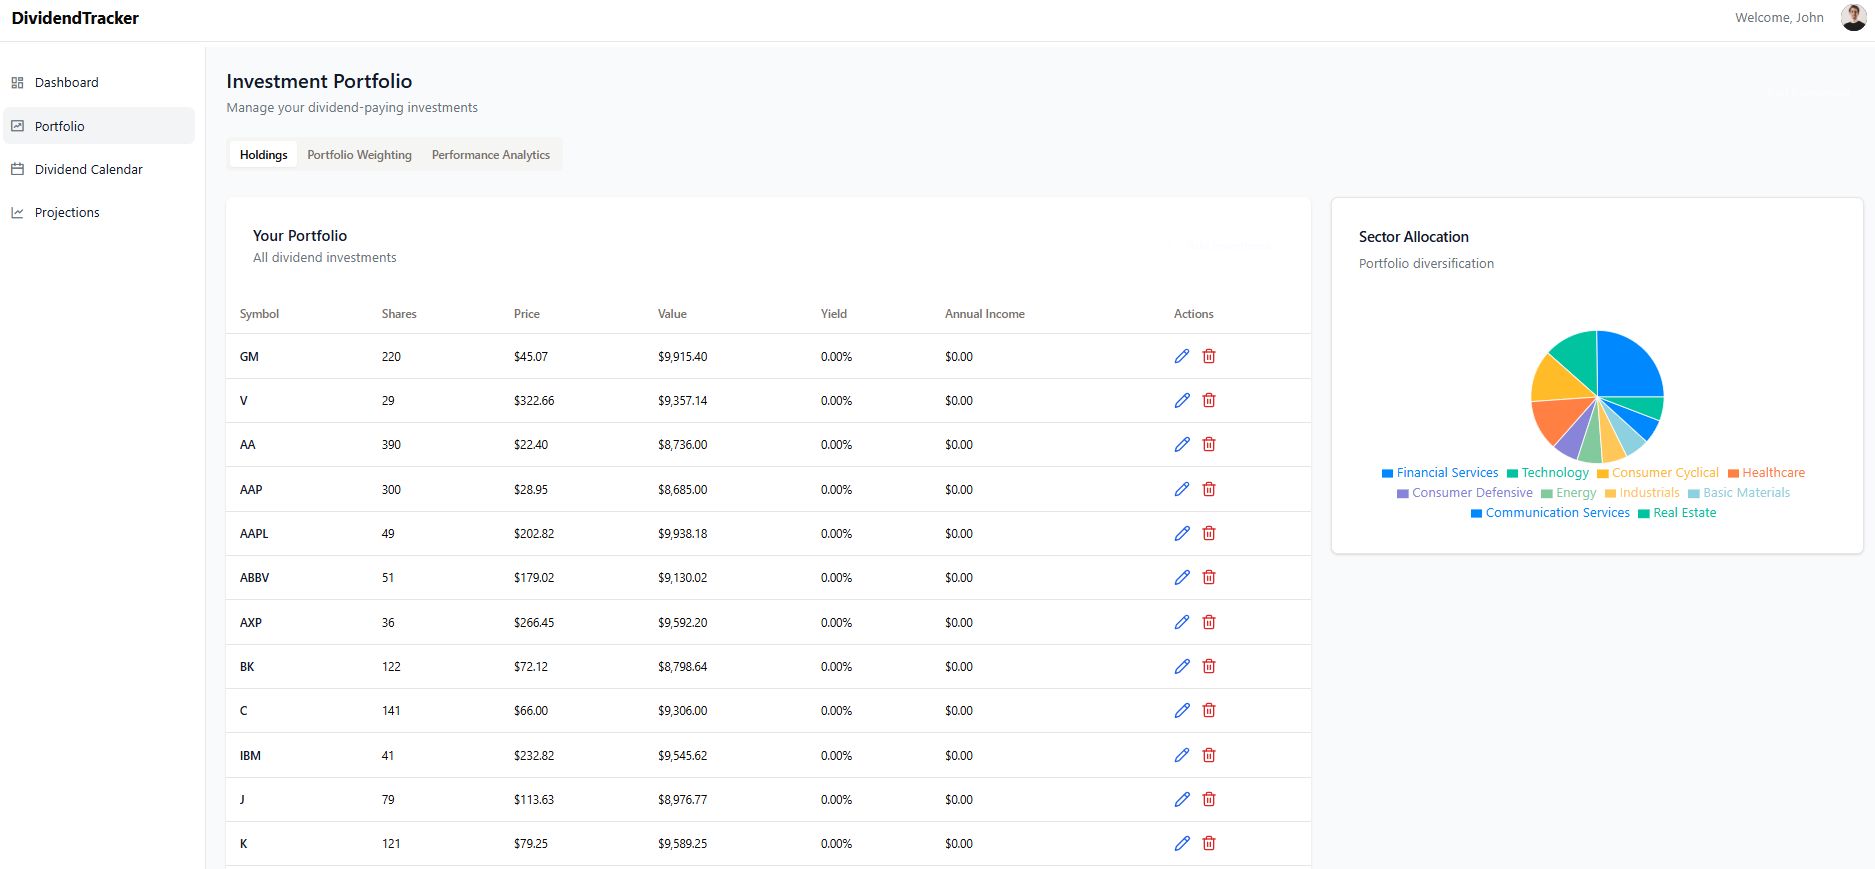 DividendTracker
Welcome, John
Dashboard
Portfolio
Dividend Calendar
Projections
Investment Portfolio
Manage your dividend-paying investments
Holdings Portfolio Weighting Performance Analytics
Your Portfolio
All dividend investments
Symbol Shares Price Value Yield Annual Income Actions
GM 220 $45.07 $9,915.40 0.00% $0.00
V 29 $322.66 $9,357.14 0.00% $0.00
AA 390 $22.40 $8,736.00 0.00% $0.00
AAP 300 $28.95 $8,685.00 0.00% $0.00
AAPL 49 $202.82 $9,938.18 0.00% $0.00
ABBV 51 $179.02 $9,130.02 0.00% $0.00
AXP 36 $266.45 $9,592.20 0.00% $0.00
BK 122 $72.12 $8,798.64 0.00% $0.00
C 141 $66.00 $9,306.00 0.00% $0.00
IBM 41 $232.82 $9,545.62 0.00% $0.00
J 79 $113.63 $8,976.77 0.00% $0.00
K 121 $79.25 $9,589.25 0.00% $0.00
Sector Allocation
Portfolio diversification
Financial Services Technology Consumer Cyclical Healthcare
Consumer Defensive Energy Industrials Basic Materials
Communication Services Real Estate